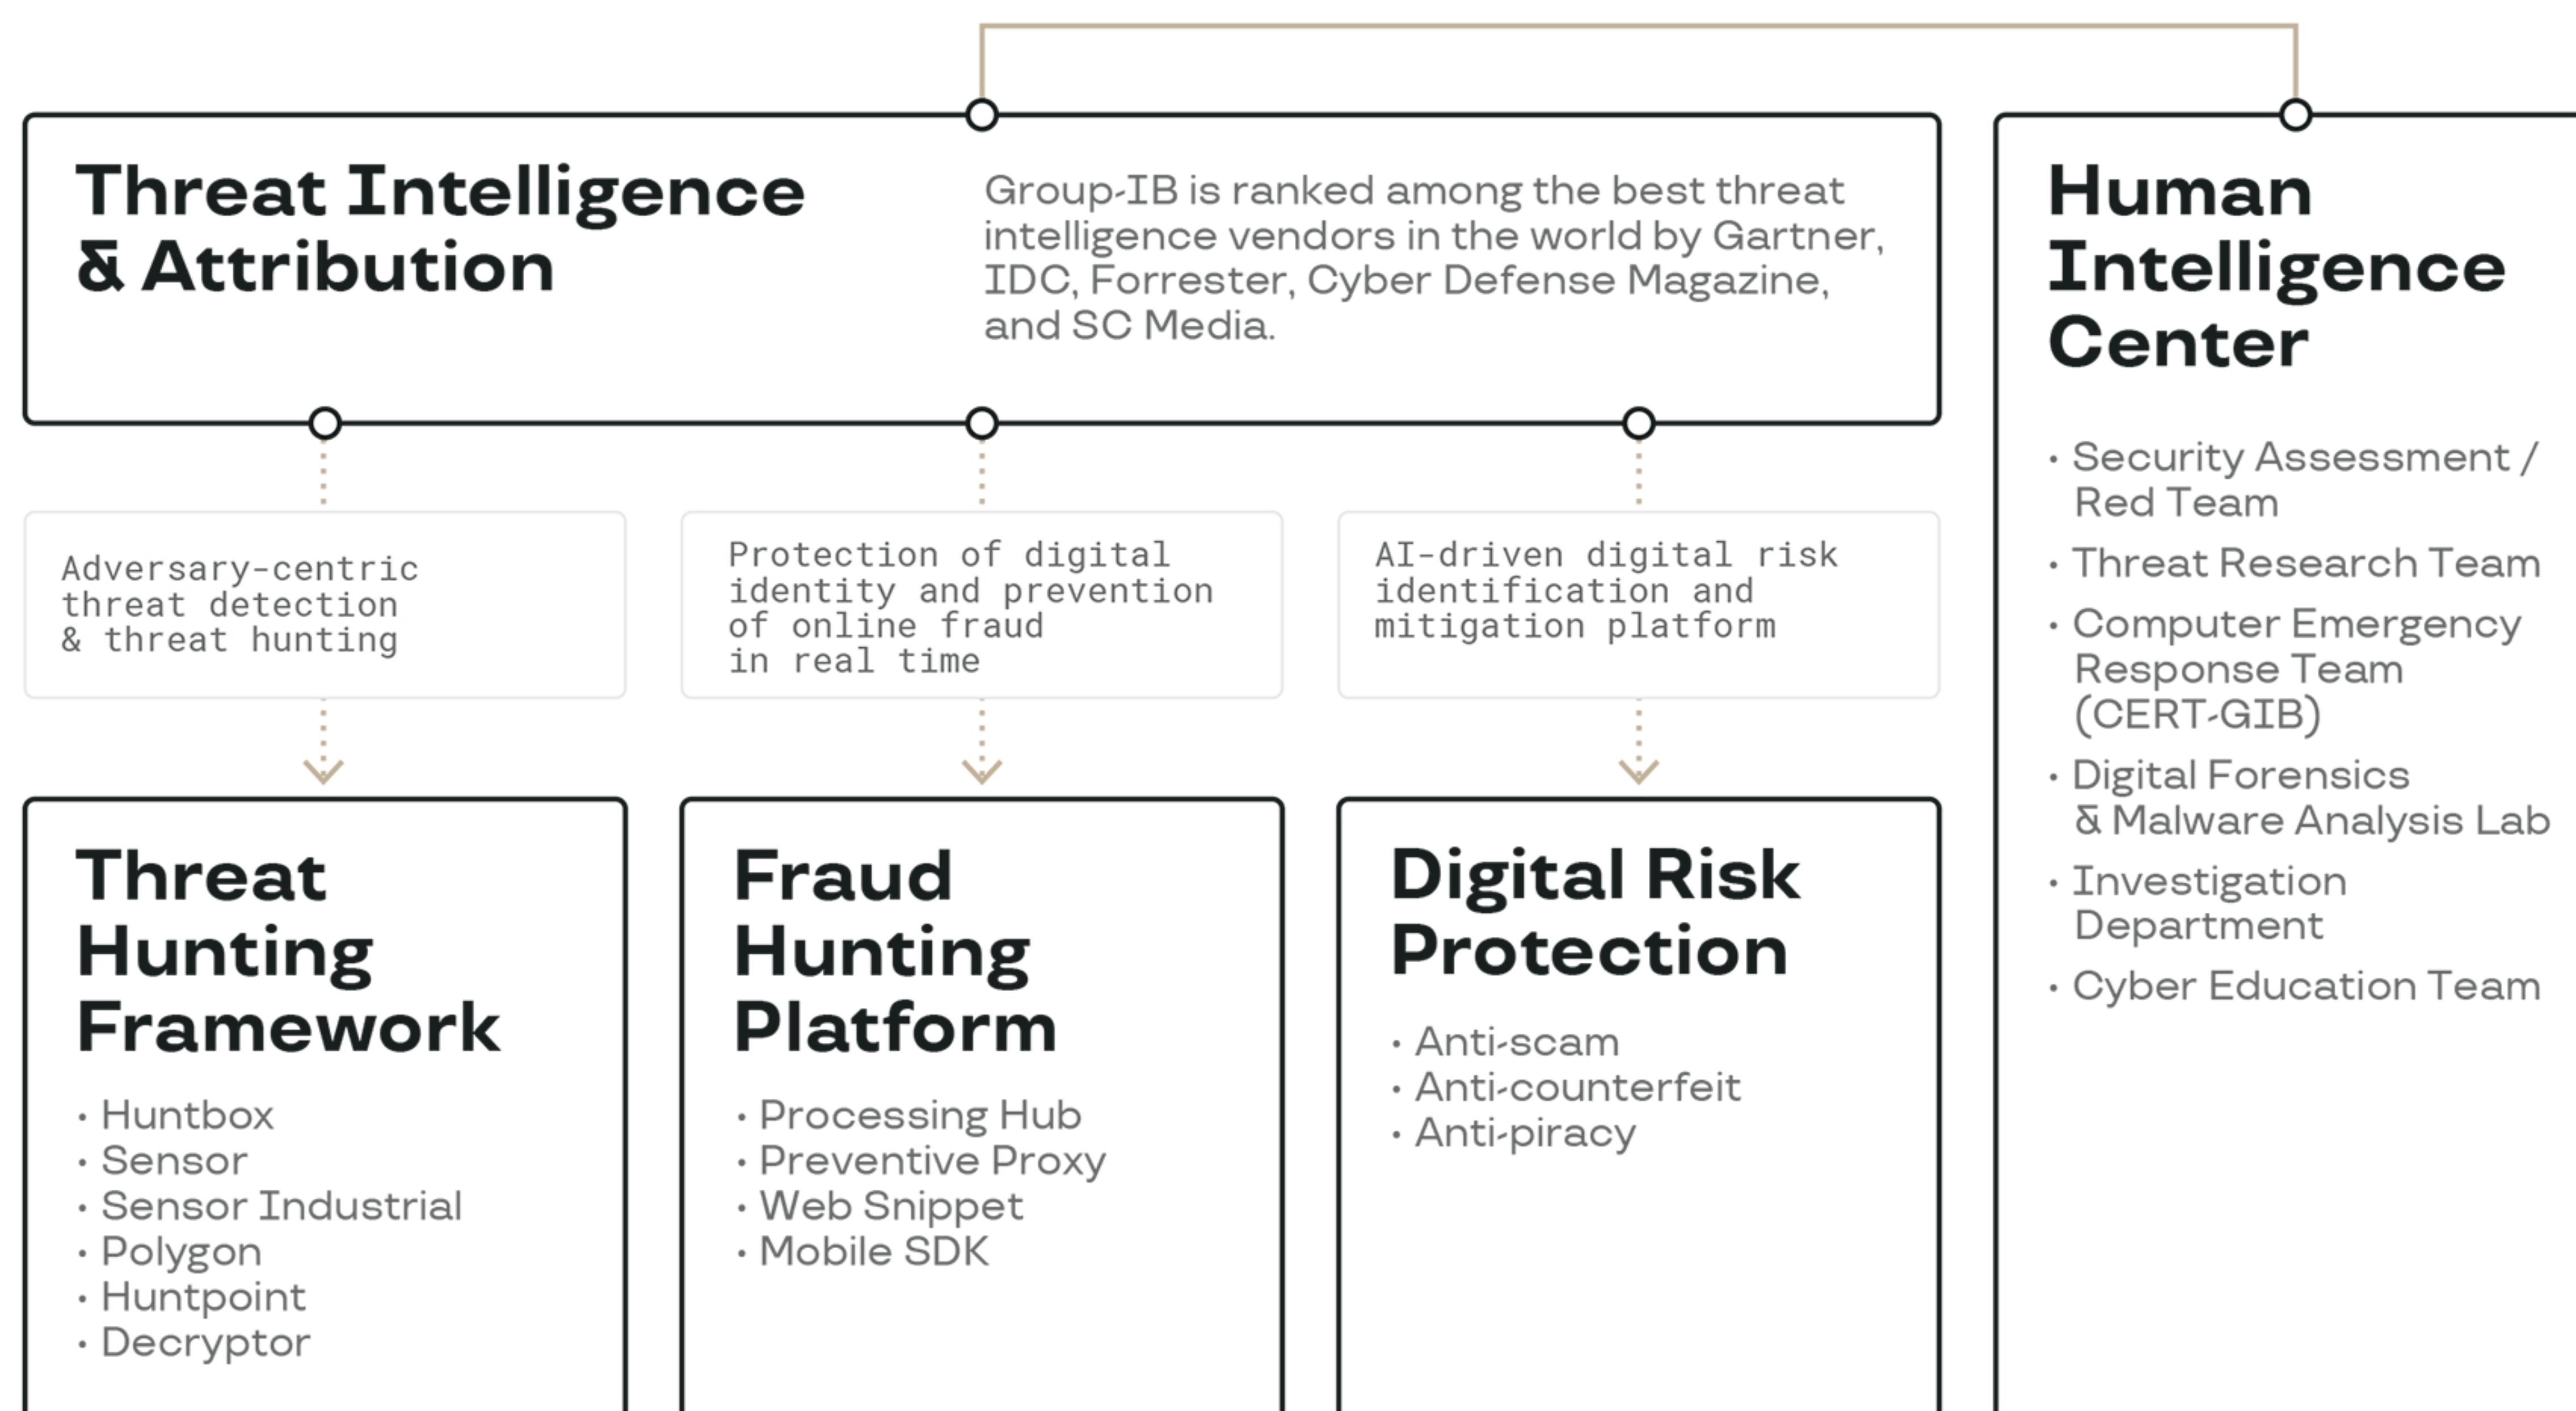 Threat Intelligence
& Attribution
Group-IB is ranked among the best threat
intelligence vendors in the world by Gartner,
IDC, Forrester, Cyber Defense Magazine,
and SC Media.
Adversary-centric
threat detection
& threat hunting
Protection of digital
identity and prevention
of online fraud
in real time
AI-driven digital risk
identification and
mitigation platform
Threat
Hunting
Framework
• Huntbox
• Sensor
• Sensor Industrial
• Polygon
• Huntpoint
• Decryptor
Fraud
Hunting
Platform
• Processing Hub
• Preventive Proxy
• Web Snippet
• Mobile SDK
Digital Risk
Protection
• Anti-scam
• Anti-counterfeit
• Anti-piracy
Human
Intelligence
Center
• Security Assessment /
Red Team
• Threat Research Team
• Computer Emergency
Response Team
(CERT-GIB)
• Digital Forensics
& Malware Analysis Lab
• Investigation
Department
• Cyber Education Team